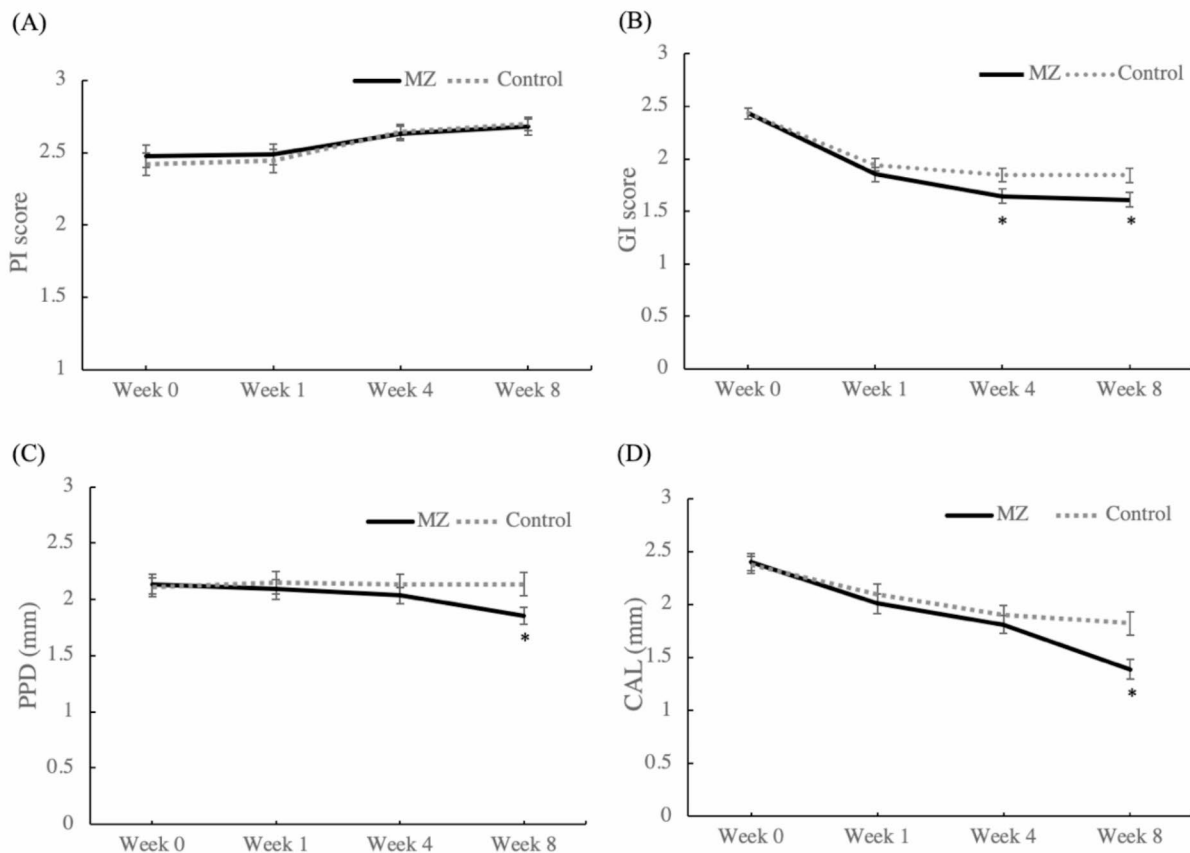 (A)
MZ Control
3
2.5
2
1.5
1
PI score
Week 0 Week 1 Week 4 Week 8
(B)
MZ Control
3
2.5
2
1.5
1
0.5
0
GI score
* *
Week 0 Week 1 Week 4 Week 8
(C)
MZ Control
3
2.5
2
1.5
1
0.5
0
PPD (mm)
*
Week 0 Week 1 Week 4 Week 8
(D)
MZ Control
3
2.5
2
1.5
1
0.5
0
CAL (mm)
*
Week 0 Week 1 Week 4 Week 8